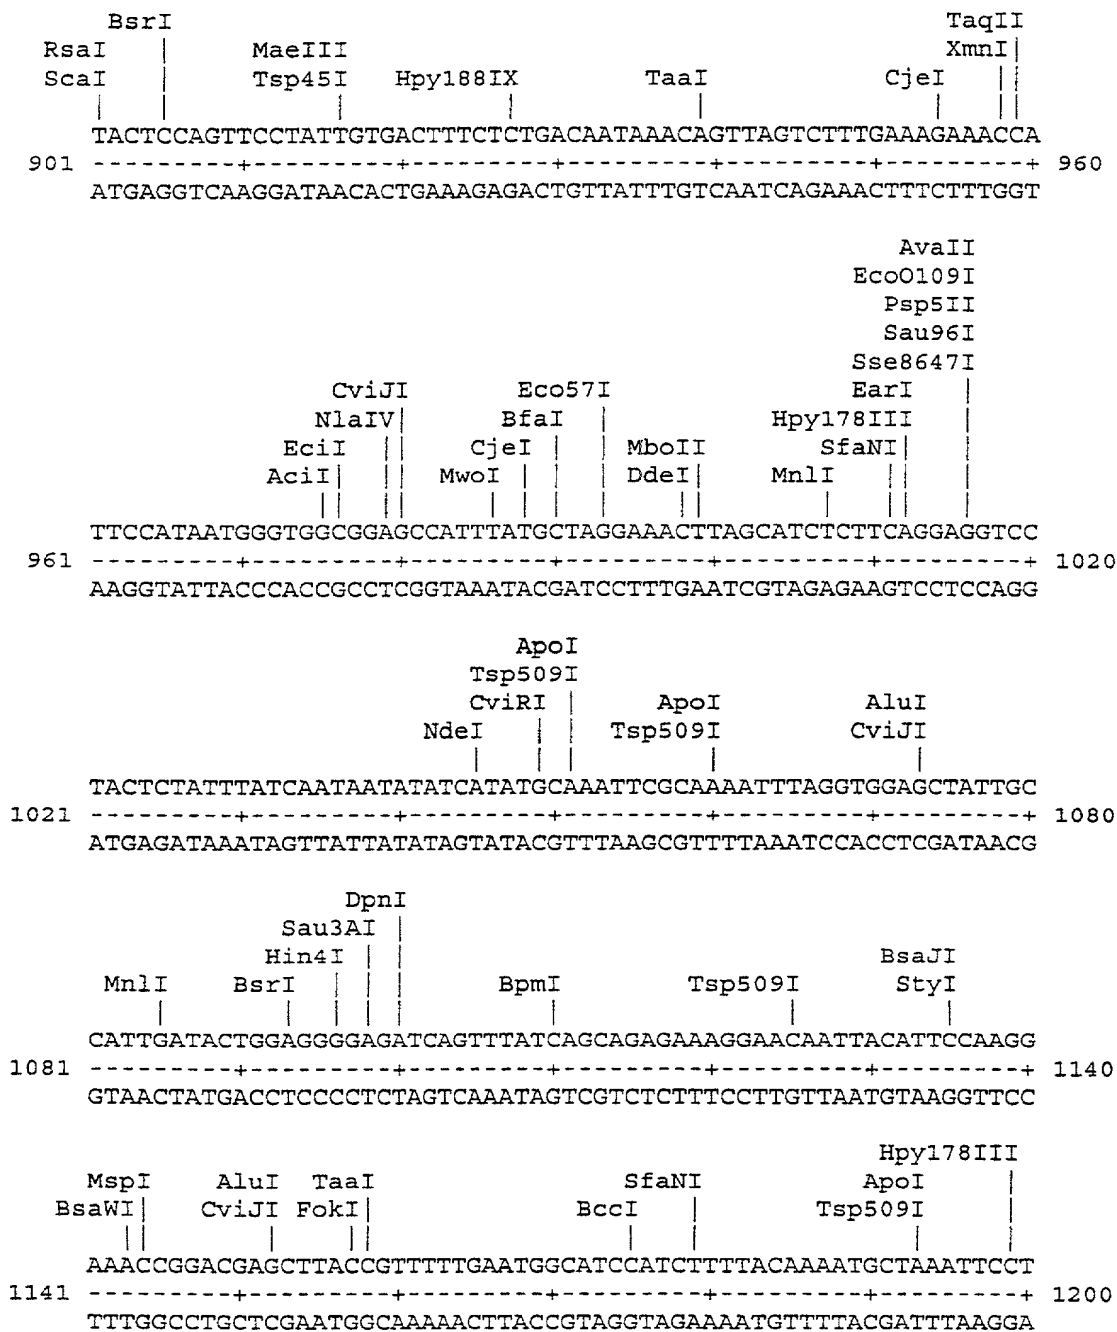 BsrI TaqII
RsaI MaeIII XmnI
ScaI Tsp45I Hpy188IX TaaI CjeI
TACTCCAGTTCCTATTGTGACTTTCTCTGACAATAAACAGTTAGTCTTTGAAAGAAACCA
901 ---------+---------+---------+---------+---------+---------+ 960
ATGAGGTCAAGGATAACACTGAAAGAGACTGTTATTTGTCAATCAGAAACTTTCTTTGGT
AvaII
EcoO109I
Psp5II
Sau96I
Sse8647I
CviJI Eco57I EarI
NlaIV BfaI Hpy178III
EciI CjeI MboII SfaNI
AciI MwoI DdeI MnlI
TTCCATAATGGGTGGCGGAGCCATTTATGCTAGGAAACTTAGCATCTCTTCAGGAGGTCC
961 ---------+---------+---------+---------+---------+---------+ 1020
AAGGTATTACCCACCGCCTCGGTAAATACGATCCTTTGAATCGTAGAGAAGTCCTCCAGG
ApoI
Tsp509I
CviRI ApoI AluI
NdeI Tsp509I CviJI
TACTCTATTTATCAATAATATATCATATGCAAATTCGCAAAATTTAGGTGGAGCTATTGC
1021 ---------+---------+---------+---------+---------+---------+ 1080
ATGAGATAAATAGTTATTATATAGTATACGTTTAAGCGTTTTAAATCCACCTCGATAACG
DpnI
Sau3AI
Hin4I BsaJI
MnlI BsrI BpmI Tsp509I StyI
CATTGATACTGGAGGGGAGATCAGTTTATCAGCAGAGAAAGGAACAATTACATTCCAAGG
1081 ---------+---------+---------+---------+---------+---------+ 1140
GTAACTATGACCTCCCCTCTAGTCAAATAGTCGTCTCTTTCCTTGTTAATGTAAGGTTCC
Hpy178III
MspI AluI TaaI SfaNI ApoI
BsaWI CviJI FokI BccI Tsp509I
AAACCGGACGAGCTTACCGTTTTTGAATGGCATCCATCTTTTACAAAATGCTAAATTCCT
1141 ---------+---------+---------+---------+---------+---------+ 1200
TTTGGCCTGCTCGAATGGCAAAAACTTACCGTAGGTAGAAAATGTTTTACGATTTAAGGA